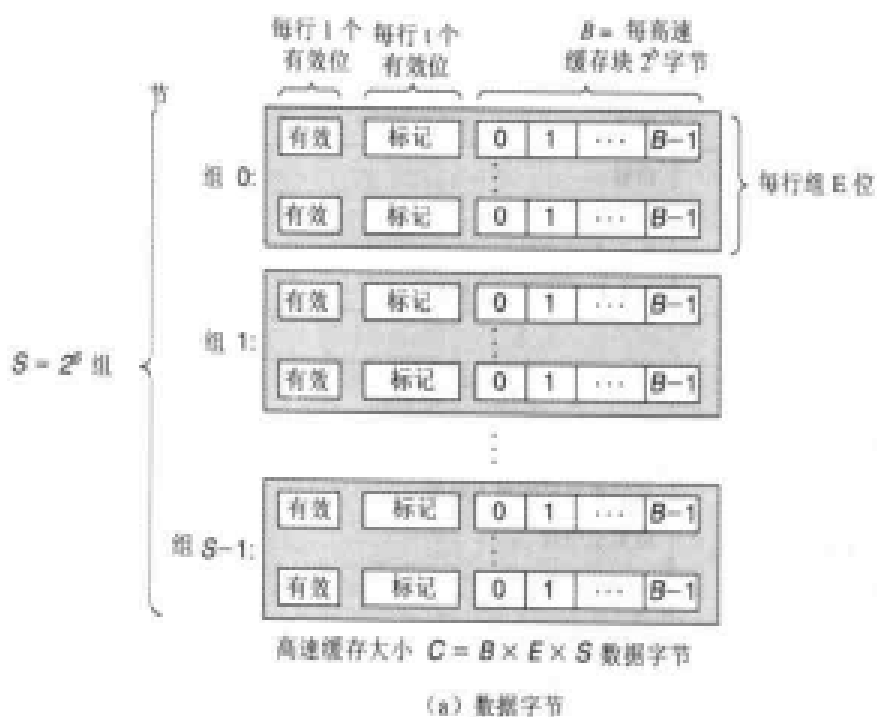 每行1个
有效位
每行t个
有效位
B = 每高速
缓存块 2^b 字节
节
有效 标记 0 1 ··· B−1
组 0:
有效 标记 0 1 ··· B−1
每行组 E 位
有效 标记 0 1 ··· B−1
组 1:
有效 标记 0 1 ··· B−1
S = 2^s 组
有效 标记 0 1 ··· B−1
组 S−1:
有效 标记 0 1 ··· B−1
高速缓存大小 C = B × E × S 数据字节
(a) 数据字节